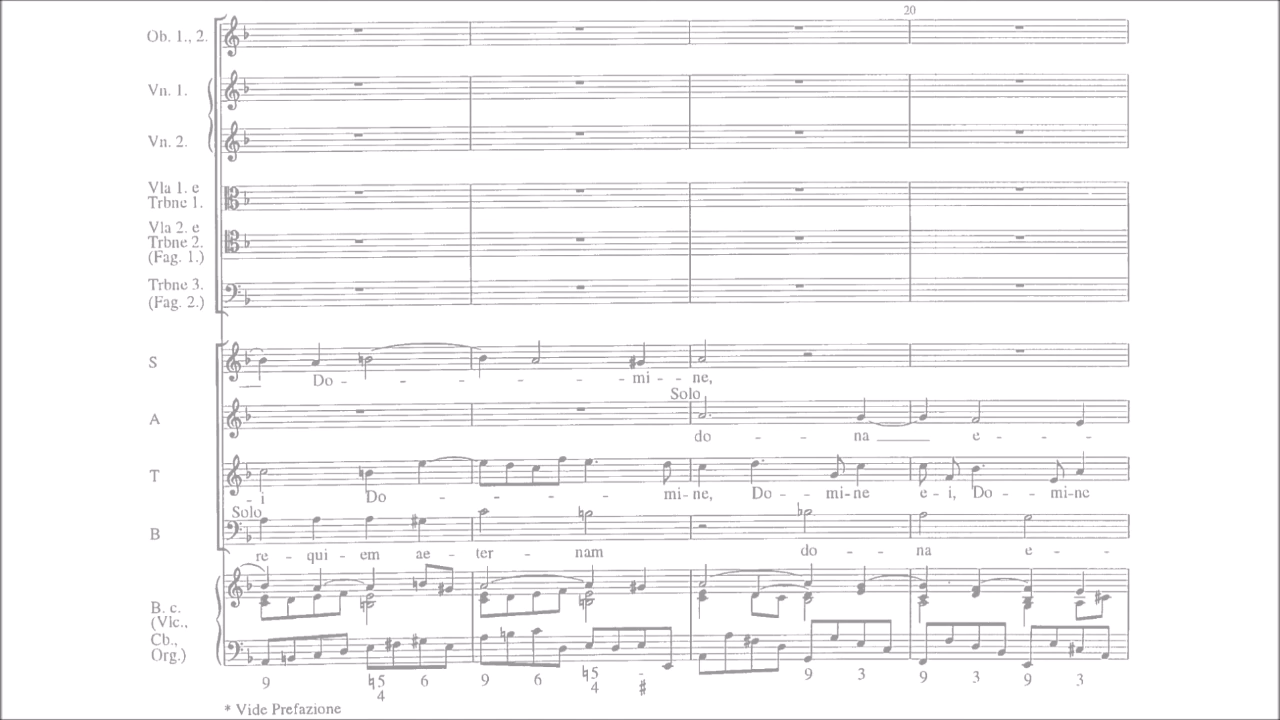 20
Ob. 1., 2.
Vn. 1.
Vn. 2.
Vla 1. e
Trbne 1.
Vla 2. e
Trbne 2.
(Fag. 1.)
Trbne 3.
(Fag. 2.)
S
Do - - - - - mi - - ne,
Solo
A
do - - na e - - -
T
- i Do - - - - mi - ne, Do - - mi - ne e - i, Do - - mi - ne
Solo
B
re - qui - em ae - ter - nam do - na e - -
B. c.
(Vlc.,
Cb.,
Org.)
9 ♮5 6 9 6 ♮5 - 9 3 9 3 9 3
4 4 ♯
* Vide Prefazione